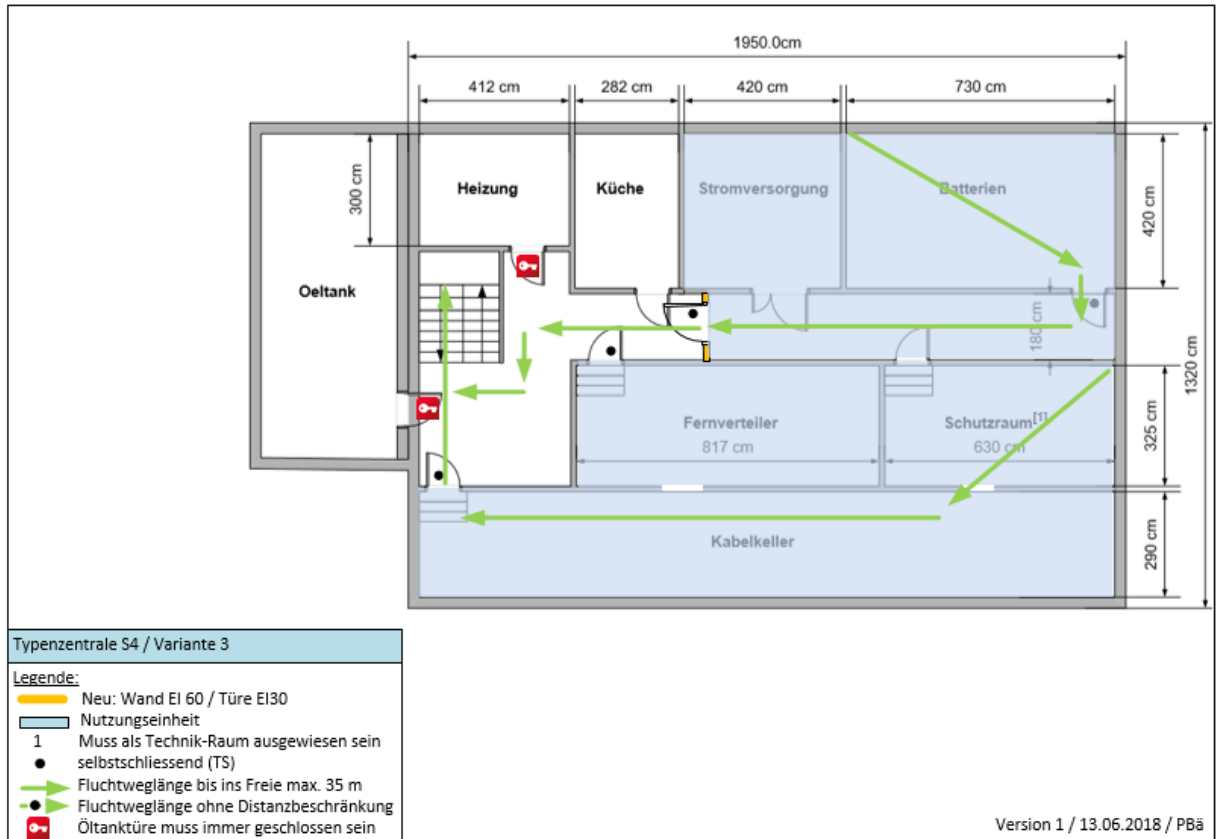 1950.0cm
412 cm
282 cm
420 cm
730 cm
300 cm
Heizung
Küche
Stromversorgung
Batterien
420 cm
Oeltank
180 cm
1320 cm
Fernverteiler
817 cm
Schutzraum[1]
630 cm
325 cm
Kabelkeller
290 cm
Typenzentrale S4 / Variante 3
Legende:
Neu: Wand EI 60 / Türe EI30
Nutzungseinheit
1 Muss als Technik-Raum ausgewiesen sein
selbstschliessend (TS)
Fluchtweglänge bis ins Freie max. 35 m
Fluchtweglänge ohne Distanzbeschränkung
Öltanktüre muss immer geschlossen sein
Version 1 / 13.06.2018 / PBä